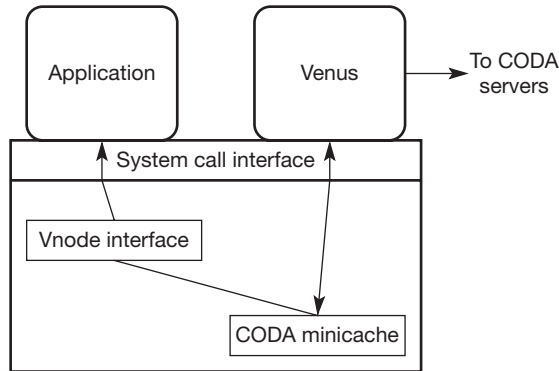 Application
Venus
To CODA
servers
System call interface
Vnode interface
CODA minicache